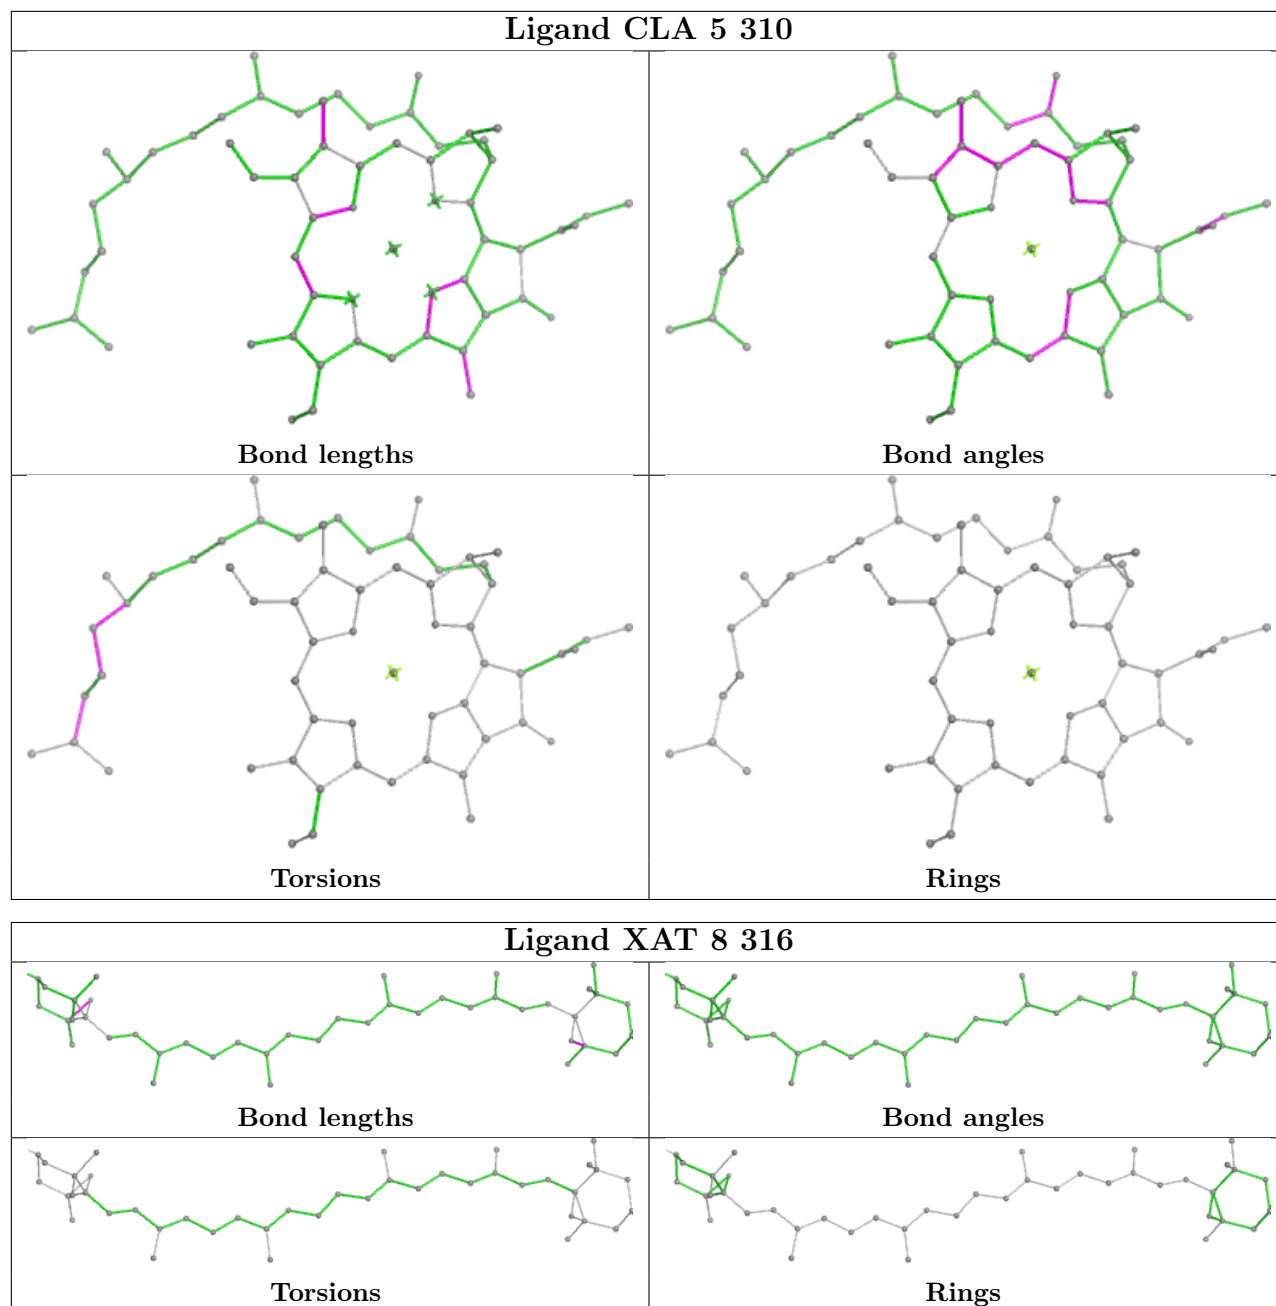 Ligand CLA 5 310
Bond lengths
Bond angles
Torsions
Rings
Ligand XAT 8 316
Bond lengths
Bond angles
Torsions
Rings